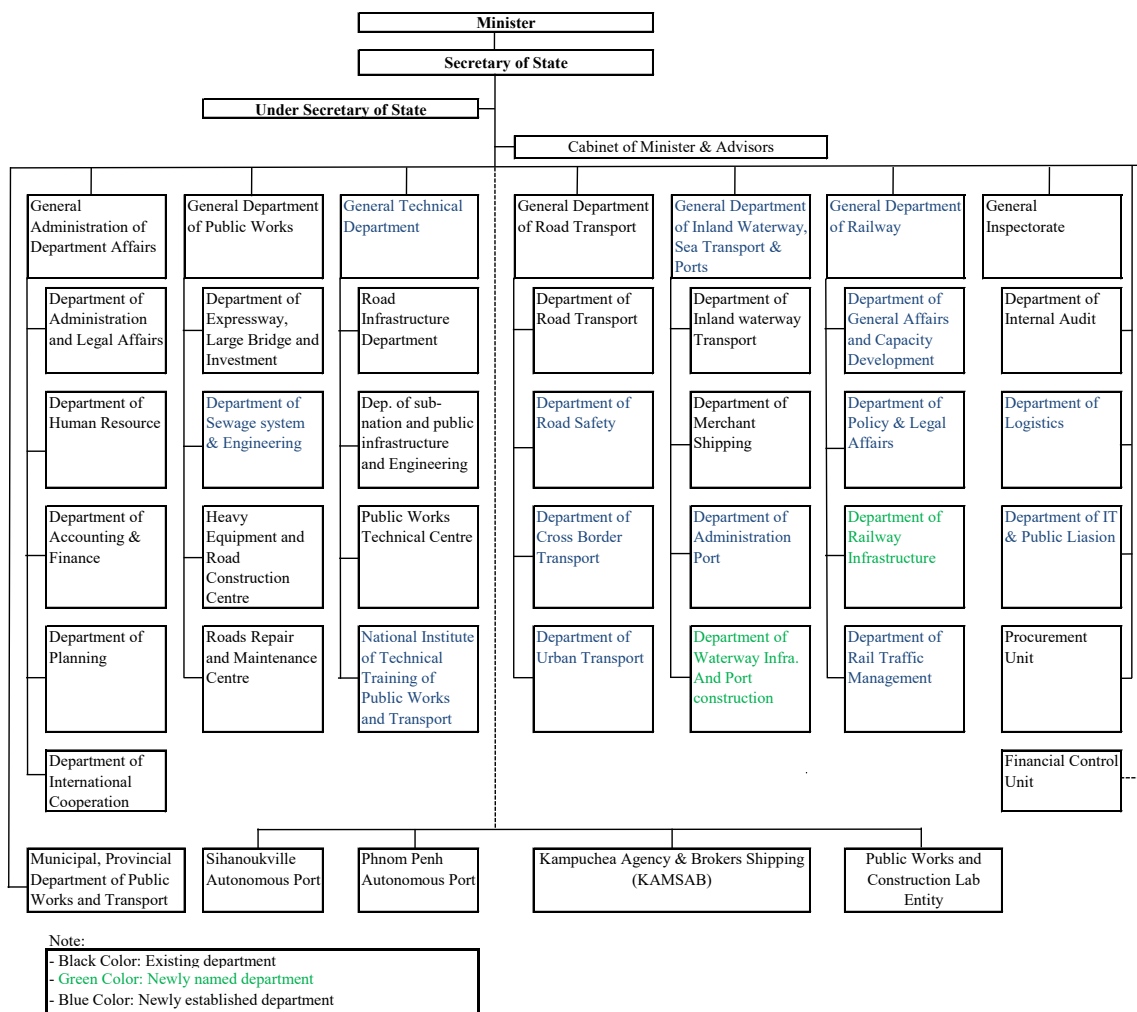 Minister
Secretary of State
Under Secretary of State
Cabinet of Minister & Advisors
General
Administration of
Department Affairs
General Department
of Public Works
General Technical
Department
General Department
of Road Transport
General Department
of Inland Waterway,
Sea Transport &
Ports
General Department
of Railway
General
Inspectorate
Department of
Administration
and Legal Affairs
Department of
Expressway,
Large Bridge and
Investment
Road
Infrastructure
Department
Department of
Road Transport
Department of
Inland waterway
Transport
Department of
General Affairs
and Capacity
Development
Department of
Internal Audit
Department of
Human Resource
Department of
Sewage system
& Engineering
Dep. of sub-
nation and public
infrastructure
and Engineering
Department of
Road Safety
Department of
Merchant
Shipping
Department of
Policy & Legal
Affairs
Department of
Logistics
Department of
Accounting &
Finance
Heavy
Equipment and
Road
Construction
Centre
Public Works
Technical Centre
Department of
Cross Border
Transport
Department of
Administration
Port
Department of
Railway
Infrastructure
Department of IT
& Public Liasion
Department of
Planning
Roads Repair
and Maintenance
Centre
National Institute
of Technical
Training of
Public Works
and Transport
Department of
Urban Transport
Department of
Waterway Infra.
And Port
construction
Department of
Rail Traffic
Management
Procurement
Unit
Department of
International
Cooperation
Financial Control
Unit
Municipal, Provincial
Department of Public
Works and Transport
Sihanoukville
Autonomous Port
Phnom Penh
Autonomous Port
Kampuchea Agency & Brokers Shipping
(KAMSAB)
Public Works and
Construction Lab
Entity
Note:
- Black Color: Existing department
- Green Color: Newly named department
- Blue Color: Newly established department